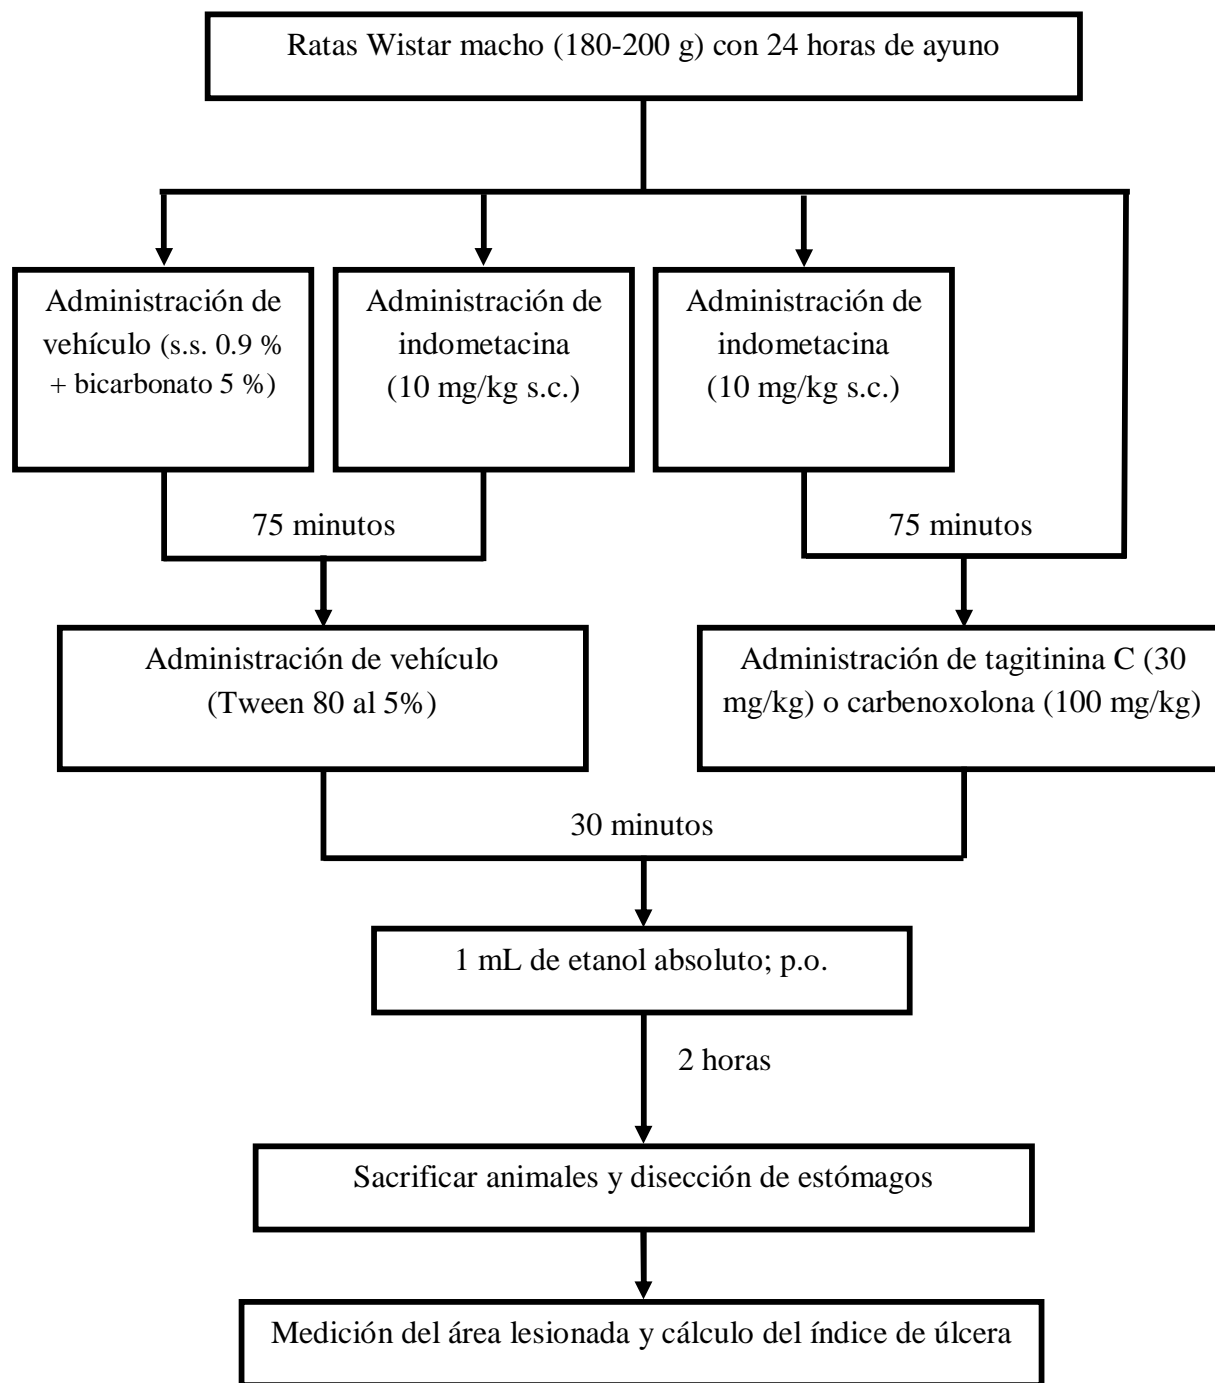 Ratas Wistar macho (180-200 g) con 24 horas de ayuno
Administración de
vehículo (s.s. 0.9 %
+ bicarbonato 5 %)
Administración de
indometacina
(10 mg/kg s.c.)
Administración de
indometacina
(10 mg/kg s.c.)
75 minutos
75 minutos
Administración de vehículo
(Tween 80 al 5%)
Administración de tagitinina C (30
mg/kg) o carbenoxolona (100 mg/kg)
30 minutos
1 mL de etanol absoluto; p.o.
2 horas
Sacrificar animales y disección de estómagos
Medición del área lesionada y cálculo del índice de úlcera